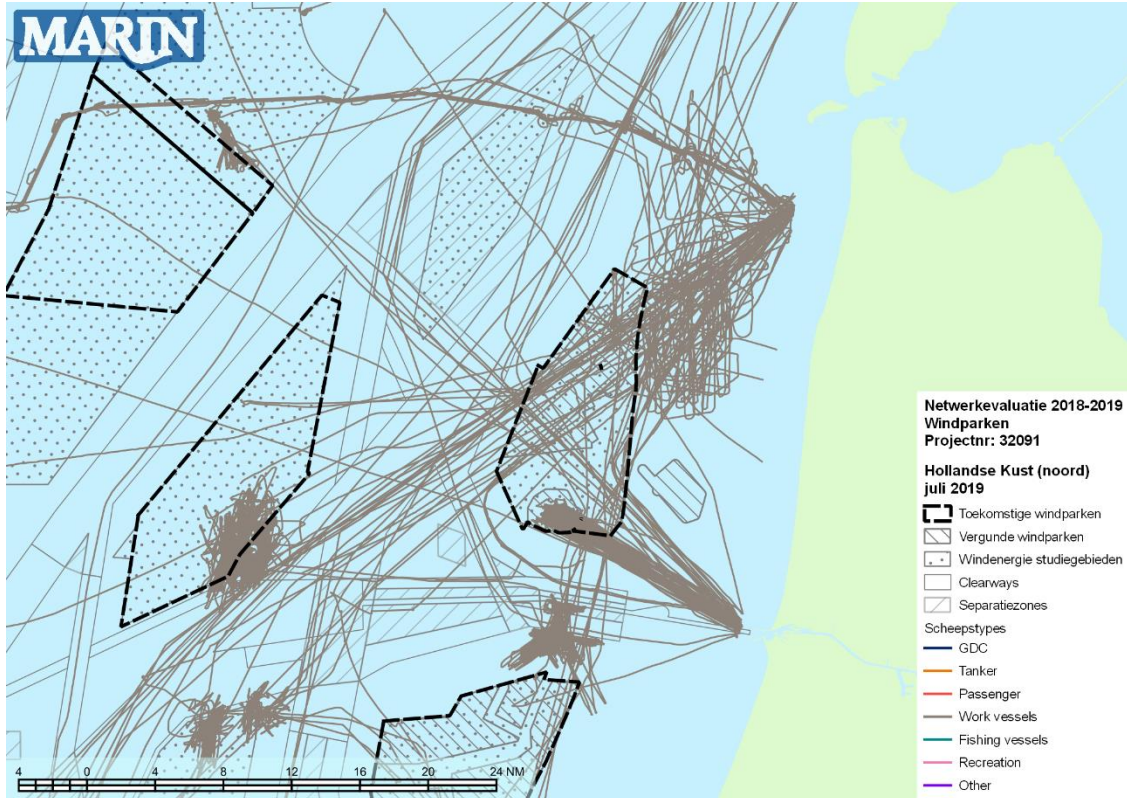 MARIN
Netwerkevaluatie 2018-2019
Windparken
Projectnr: 32091
Hollandse Kust (noord)
juli 2019
Toekomstige windparken
Vergunde windparken
Windenergie studiegebieden
Clearways
Separatiezones
Scheepstypes
GDC
Tanker
Passenger
Work vessels
Fishing vessels
Recreation
Other
4 0 4 8 12 16 20 24 NM